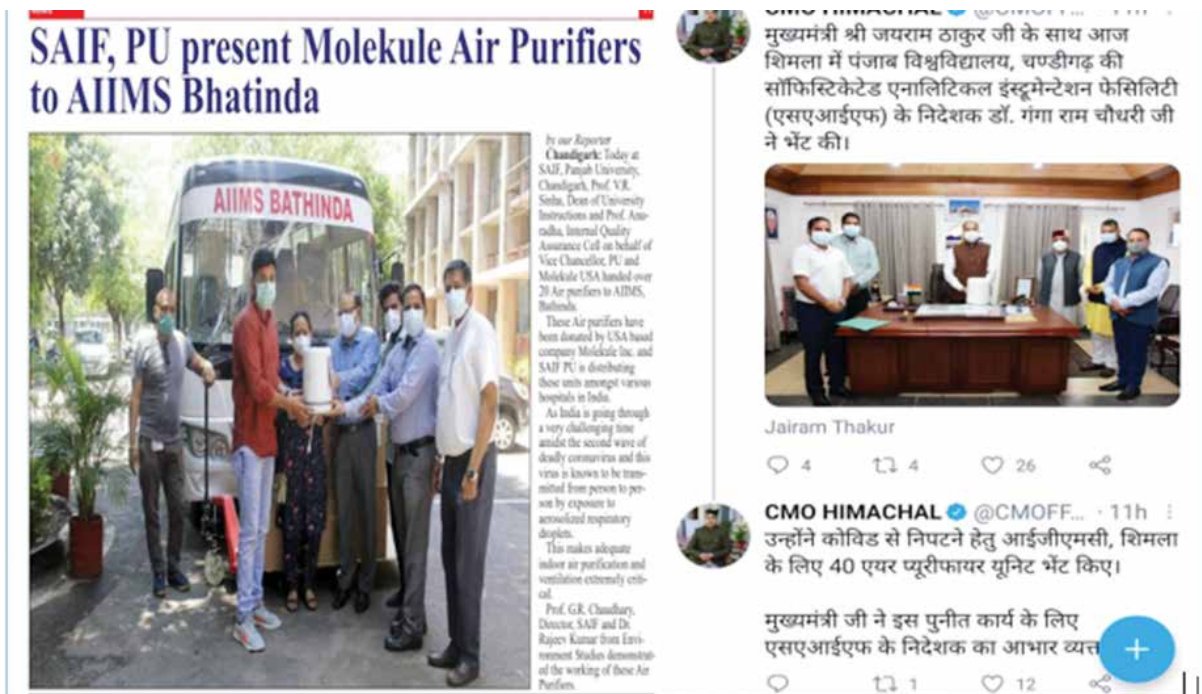 SAIF, PU present Molekule Air Purifiers
to AIIMS Bhatinda
AIIMS BATHINDA
by our Reporter
Chandigarh: Today at
SAIF, Panjab University,
Chandigarh, Prof. V.R.
Sinha, Dean of University
Instructions and Prof. Anu-
radha, Internal Quality
Assurance Cell on behalf of
Vice Chancellor, PU and
Molekule USA handed over
20 Air purifiers to AIIMS,
Bathinda.
These Air purifiers have
been donated by USA based
company Molekule Inc. and
SAIF PU is distributing
these units amongst various
hospitals in India.
As India is going through
a very challenging time
amidst the second wave of
deadly coronavirus and this
virus is known to be trans-
mitted from person to per-
son by exposure to
aerosolized respiratory
droplets.
This makes adequate
indoor air purification and
ventilation extremely criti-
cal.
Prof. G.R. Chaudhary,
Director, SAIF and Dr.
Rajeev Kumar from Envi-
ronment Studies demonstrat-
ed the working of these Air
Purifiers.
CMO HIMACHAL @CMOFF... · 11h
मुख्यमंत्री श्री जयराम ठाकुर जी के साथ आज
शिमला में पंजाब विश्वविद्यालय, चण्डीगढ़ की
सॉफिस्टिकेटेड एनालिटिकल इंस्ट्रूमेन्टेशन फेसिलिटी
(एसएआईएफ) के निदेशक डॉ. गंगा राम चौधरी जी
ने भेंट की।
Jairam Thakur
4 4 26
CMO HIMACHAL @CMOFF... · 11h
उन्होंने कोविड से निपटने हेतु आईजीएमसी, शिमला
के लिए 40 एयर प्यूरीफायर यूनिट भेंट किए।
मुख्यमंत्री जी ने इस पुनीत कार्य के लिए
एसएआईएफ के निदेशक का आभार व्यक्त
1 12